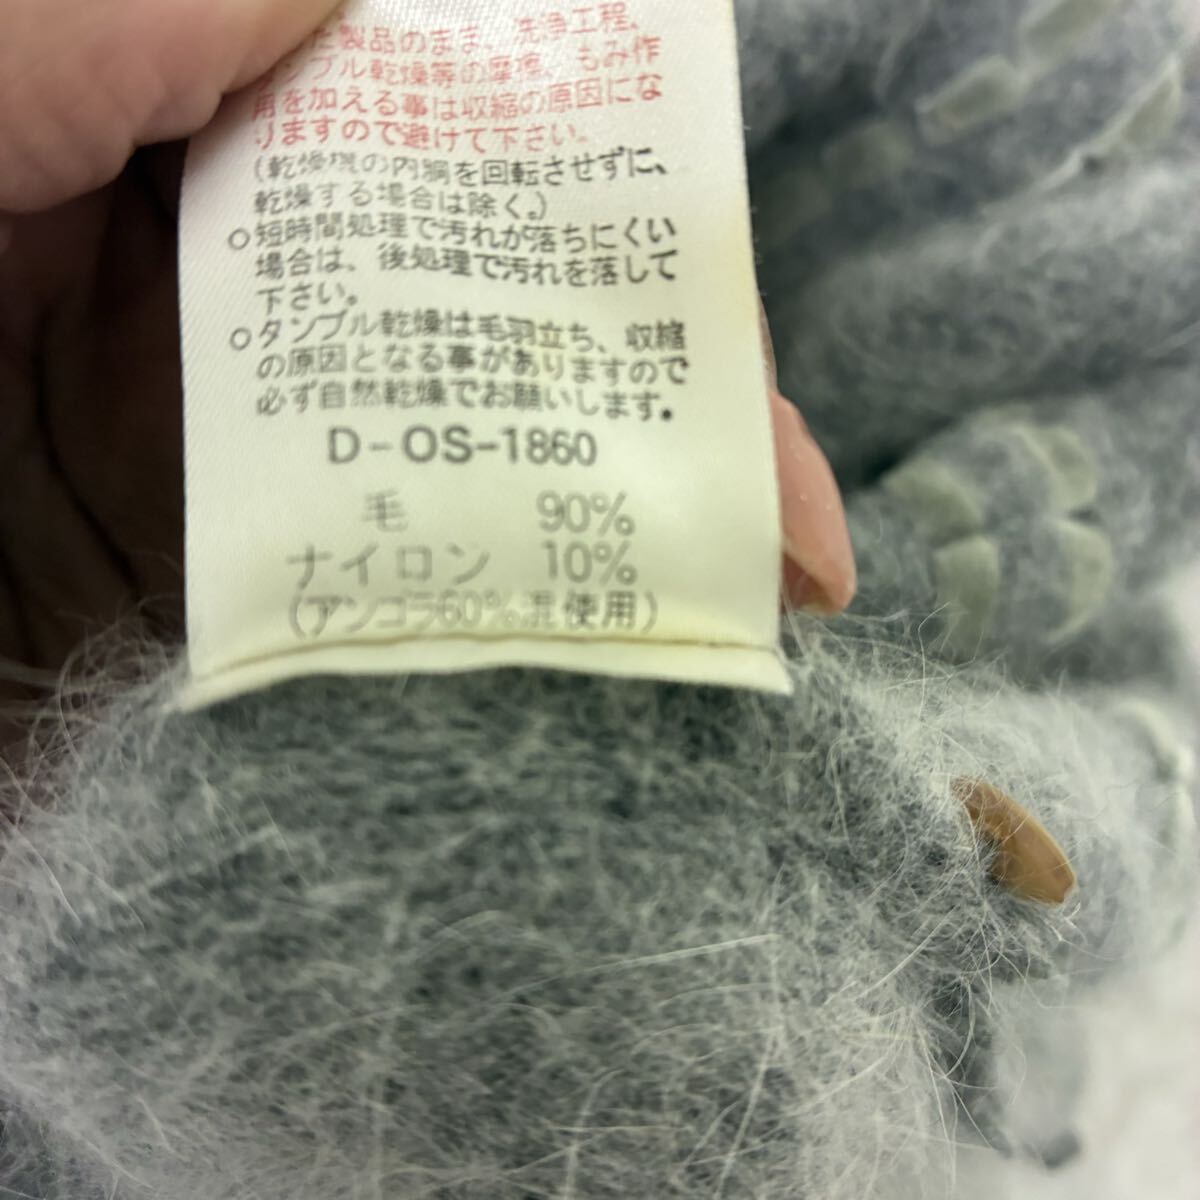 製品のまま、洗浄工程、
タンブル乾燥等の摩擦、もみ作
用を加える事は収縮の原因にな
りますので避けて下さい。
(乾燥機の内胴を回転させずに、
乾燥する場合は除く。)
○短時間処理で汚れが落ちにくい
場合は、後処理で汚れを落して
下さい。
○タンブル乾燥は毛羽立ち、収縮
の原因となる事がありますので
必ず自然乾燥でお願いします。
D-OS-1860
毛 90%
ナイロン 10%
(アンゴラ60%混使用)